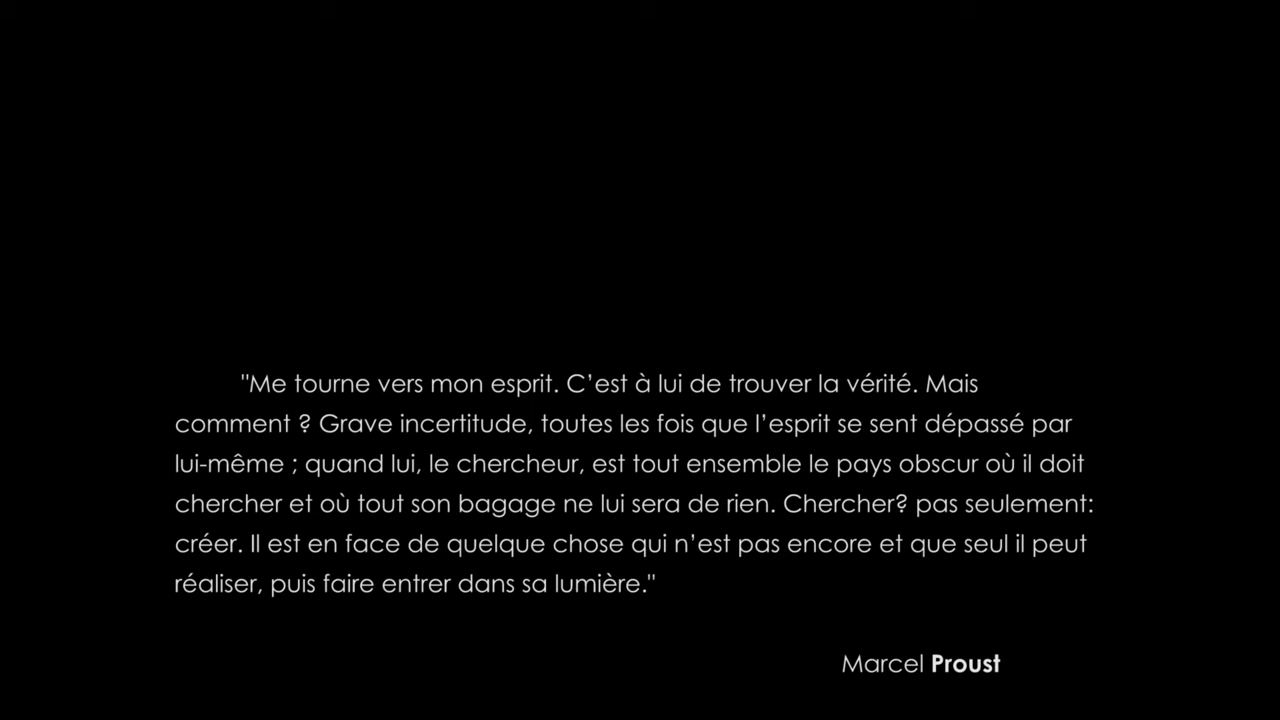 "Me tourne vers mon esprit. C’est à lui de trouver la vérité. Mais
comment ? Grave incertitude, toutes les fois que l’esprit se sent dépassé par
lui-même ; quand lui, le chercheur, est tout ensemble le pays obscur où il doit
chercher et où tout son bagage ne lui sera de rien. Chercher? pas seulement:
créer. Il est en face de quelque chose qui n’est pas encore et que seul il peut
réaliser, puis faire entrer dans sa lumière."
Marcel Proust